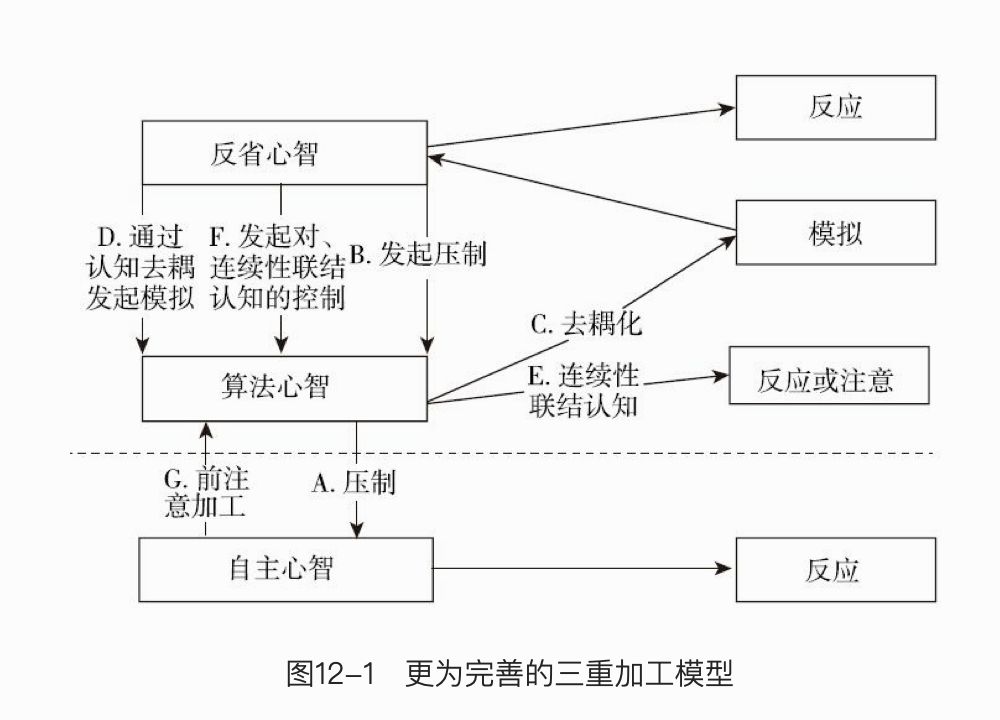 反应
反省心智
模拟
D. 通过
认知去耦
发起模拟
F. 发起对、
连续性联结
认知的控制
B. 发起压制
C. 去耦化
E. 连续性
联结认知
反应或注意
算法心智
G. 前注
意加工
A. 压制
自主心智
反应
图12-1 更为完善的三重加工模型